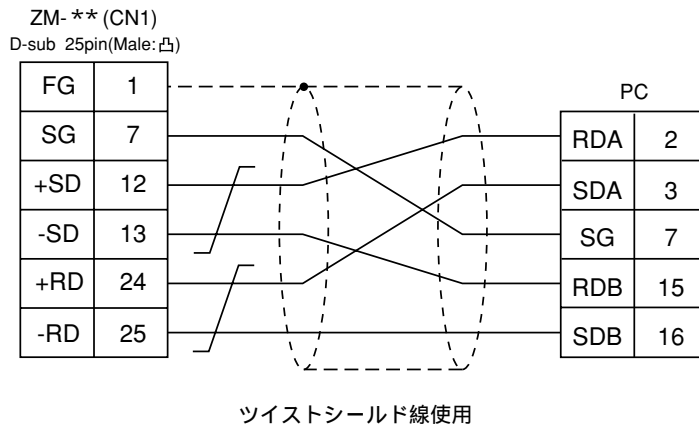 ZM-** (CN1)
D-sub 25pin(Male:凸)
FG 1
SG 7
+SD 12
-SD 13
+RD 24
-RD 25
PC
RDA 2
SDA 3
SG 7
RDB 15
SDB 16
ツイストシールド線使用